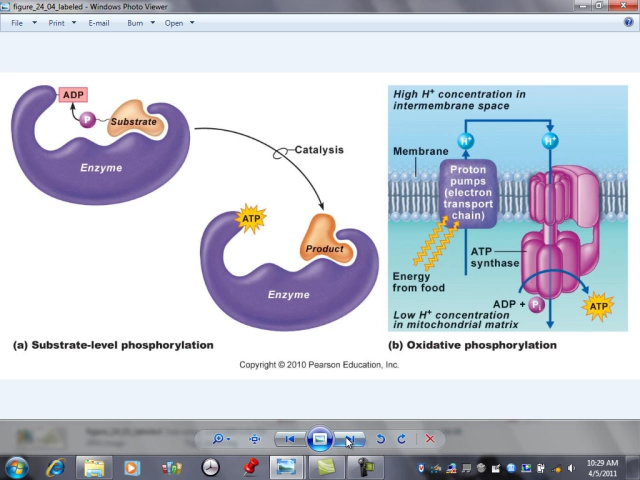 figure_24_04_labeled - Windows Photo Viewer
File Print E-mail Burn Open
ADP
P
Substrate
Enzyme
Catalysis
ATP
Product
Enzyme
(a) Substrate-level phosphorylation
High H+ concentration in
intermembrane space
H+
H+
Membrane
Proton
pumps
(electron
transport
chain)
Energy
from food
ATP
synthase
ADP + Pi
ATP
Low H+ concentration
in mitochondrial matrix
(b) Oxidative phosphorylation
Copyright © 2010 Pearson Education, Inc.
10:29 AM
4/5/2011